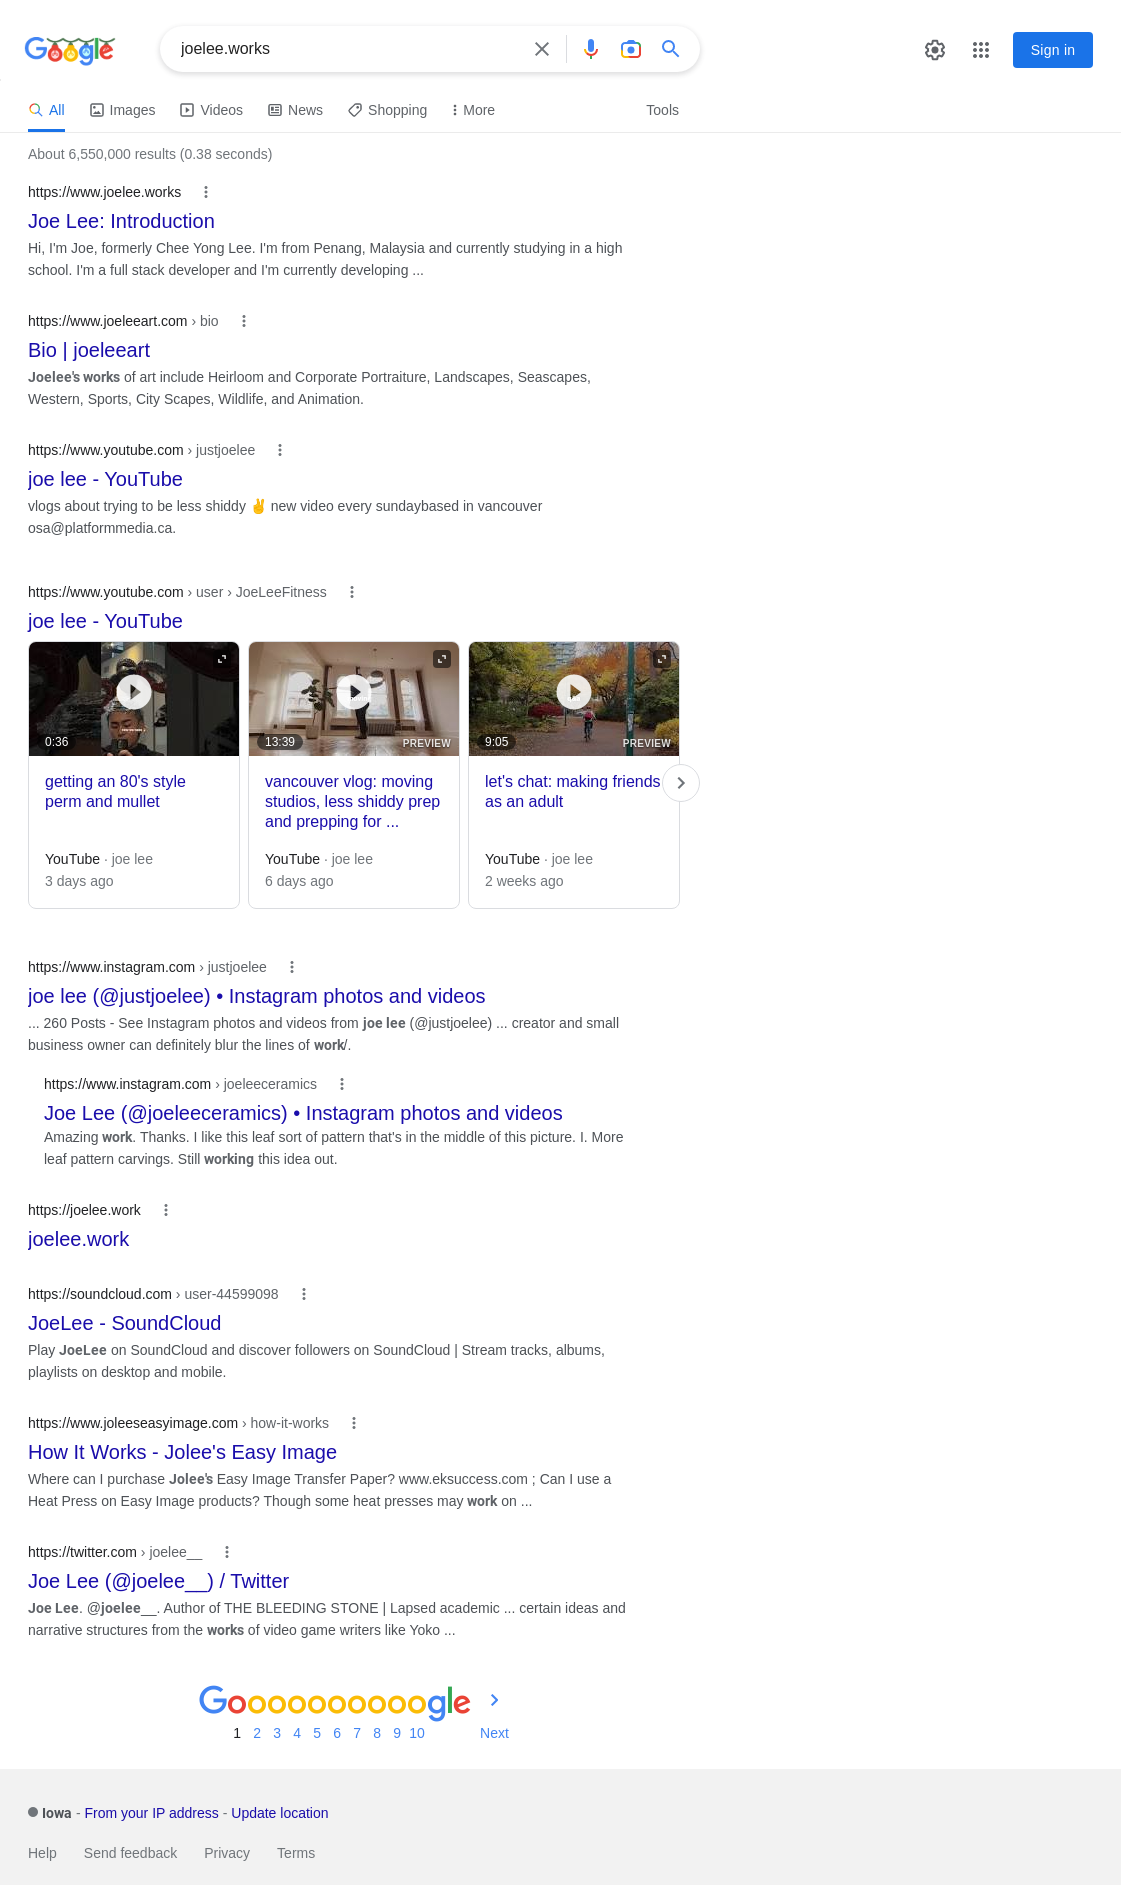 Google
joelee.works
Sign in
All
Images
Videos
News
Shopping
More
Tools
About 6,550,000 results (0.38 seconds)
https://www.joelee.works
Joe Lee: Introduction
Hi, I'm Joe, formerly Chee Yong Lee. I'm from Penang, Malaysia and currently studying in a high
school. I'm a full stack developer and I'm currently developing ...
https://www.joeleeart.com › bio
Bio | joeleeart
Joelee's works of art include Heirloom and Corporate Portraiture, Landscapes, Seascapes,
Western, Sports, City Scapes, Wildlife, and Animation.
https://www.youtube.com › justjoelee
joe lee - YouTube
vlogs about trying to be less shiddy ✌ new video every sundaybased in vancouver
osa@platformmedia.ca.
https://www.youtube.com › user › JoeLeeFitness
joe lee - YouTube
0:36
13:39
PREVIEW
9:05
PREVIEW
getting an 80's style
perm and mullet
YouTube · joe lee
3 days ago
vancouver vlog: moving
studios, less shiddy prep
and prepping for ...
YouTube · joe lee
6 days ago
let's chat: making friends
as an adult
YouTube · joe lee
2 weeks ago
https://www.instagram.com › justjoelee
joe lee (@justjoelee) • Instagram photos and videos
... 260 Posts - See Instagram photos and videos from joe lee (@justjoelee) ... creator and small
business owner can definitely blur the lines of work/.
https://www.instagram.com › joeleeceramics
Joe Lee (@joeleeceramics) • Instagram photos and videos
Amazing work. Thanks. I like this leaf sort of pattern that's in the middle of this picture. I. More
leaf pattern carvings. Still working this idea out.
https://joelee.work
joelee.work
https://soundcloud.com › user-44599098
JoeLee - SoundCloud
Play JoeLee on SoundCloud and discover followers on SoundCloud | Stream tracks, albums,
playlists on desktop and mobile.
https://www.joleeseasyimage.com › how-it-works
How It Works - Jolee's Easy Image
Where can I purchase Jolee's Easy Image Transfer Paper? www.eksuccess.com ; Can I use a
Heat Press on Easy Image products? Though some heat presses may work on ...
https://twitter.com › joelee__
Joe Lee (@joelee__) / Twitter
Joe Lee. @joelee__. Author of THE BLEEDING STONE | Lapsed academic ... certain ideas and
narrative structures from the works of video game writers like Yoko ...
Goooooooooogle
1 2 3 4 5 6 7 8 9 10 Next
Iowa - From your IP address - Update location
Help Send feedback Privacy Terms